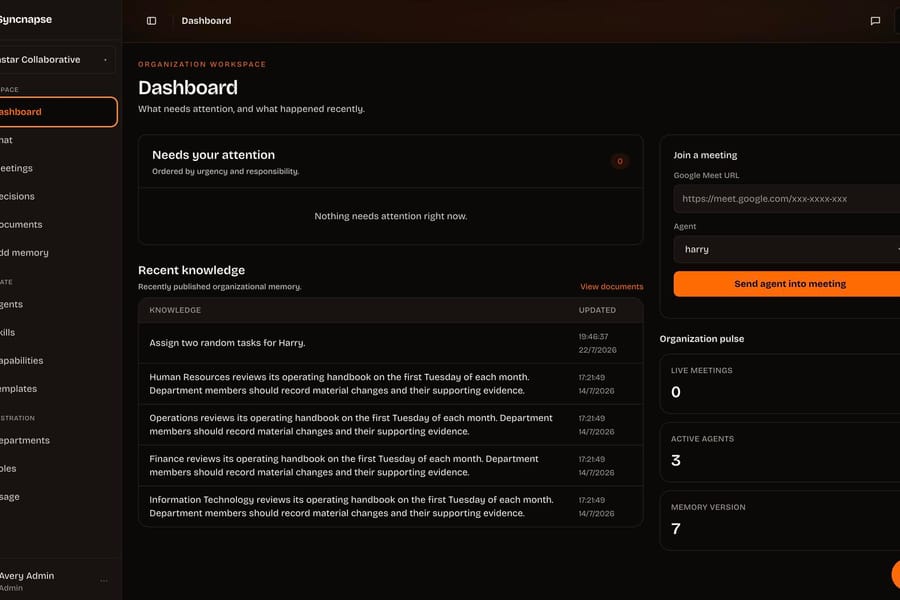 Syncnapse
Dashboard
star Collaborative
PACE
ashboard
hat
eetings
ecisions
ocuments
dd memory
ATE
gents
kills
apabilities
emplates
STRATION
epartments
oles
sage
Avery Admin
Admin
...
ORGANIZATION WORKSPACE
Dashboard
What needs attention, and what happened recently.
Needs your attention
Ordered by urgency and responsibility.
0
Nothing needs attention right now.
Recent knowledge
Recently published organizational memory.
View documents
KNOWLEDGE
UPDATED
Assign two random tasks for Harry.
19:46:37
22/7/2026
Human Resources reviews its operating handbook on the first Tuesday of each month.
Department members should record material changes and their supporting evidence.
17:21:49
14/7/2026
Operations reviews its operating handbook on the first Tuesday of each month. Department
members should record material changes and their supporting evidence.
17:21:49
14/7/2026
Finance reviews its operating handbook on the first Tuesday of each month. Department
members should record material changes and their supporting evidence.
17:21:49
14/7/2026
Information Technology reviews its operating handbook on the first Tuesday of each month.
Department members should record material changes and their supporting evidence.
17:21:49
14/7/2026
Join a meeting
Google Meet URL
https://meet.google.com/xxx-xxxx-xxx
Agent
harry
Send agent into meeting
Organization pulse
LIVE MEETINGS
0
ACTIVE AGENTS
3
MEMORY VERSION
7